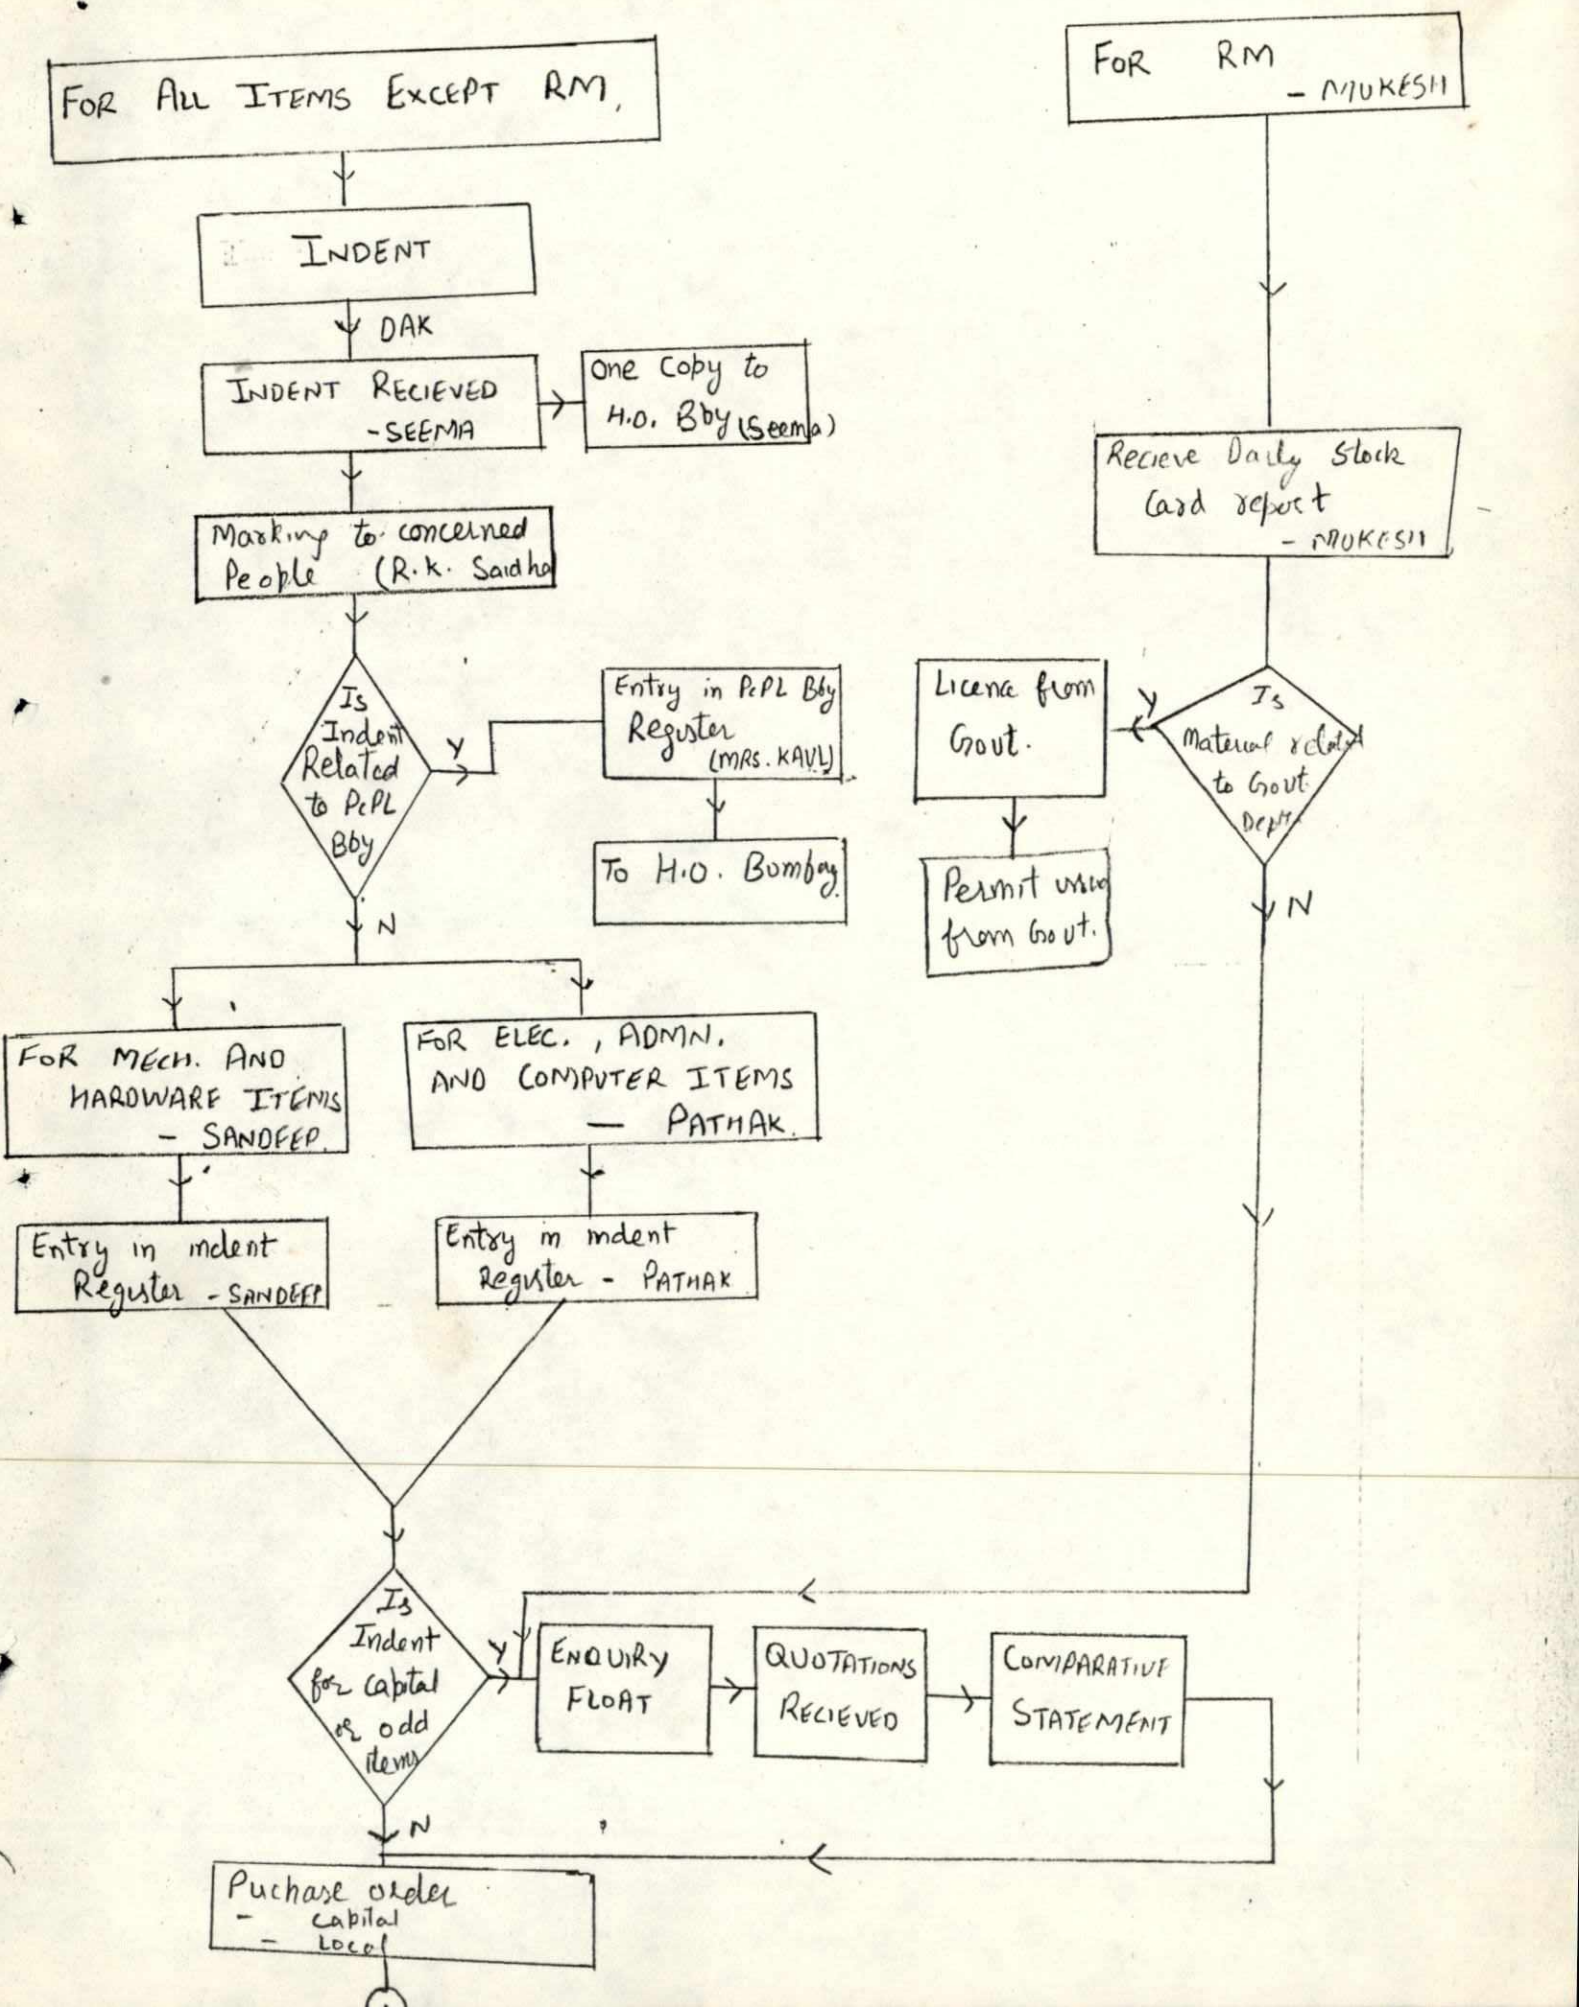 FOR ALL ITEMS EXCEPT RM.
INDENT
DAK
INDENT RECIEVED
-SEEMA
One Copy to
H.O. Bby (Seema)
Marking to concerned
People (R.K. Saidha
Is
Indent
Related
to PcPL
Bby
Y
Entry in PcPL Bby
Register
(MRS. KAUL)
To H.O. Bombay
N
FOR MECH. AND
HARDWARE ITEMS
- SANDEEP.
FOR ELEC., ADMN.
AND COMPUTER ITEMS
— PATHAK.
Entry in indent
Register - SANDEEP
Entry in indent
Register - PATHAK
FOR RM
- MUKESH
Recieve Daily Stock
Card report
- MUKESH
Is
Material related
to Govt.
Deptt.
Y
Licence from
Govt.
Permit
from Govt.
N
Is
Indent
for capital
or odd
items
Y
ENQUIRY
FLOAT
QUOTATIONS
RECIEVED
COMPARATIVE
STATEMENT
N
Puchase order
- Capital
- Local